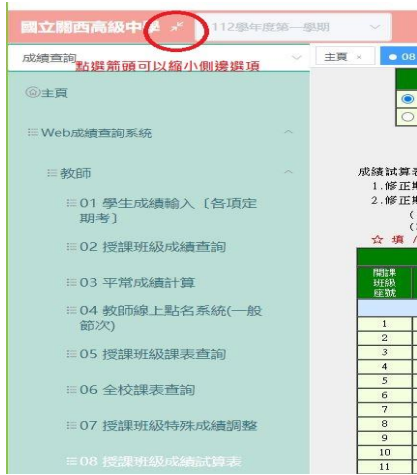 國立關西高級中學 112學年度第一學期
成績查詢
點選箭頭可以縮小側邊選項
主頁 × 08
主頁
Web成績查詢系統
教師
01 學生成績輸入〔各項定
期考〕
02 授課班級成績查詢
03 平常成績計算
04 教師線上點名系統(一般
節次)
05 授課班級課表查詢
06 全校課表查詢
07 授課班級特殊成績調整
08 授課班級成績試算表
成績試算表
1.修正期
2.修正期
(
(
☆ 填 /
開課
班級
座號
1
2
3
4
5
6
7
8
9
10
11